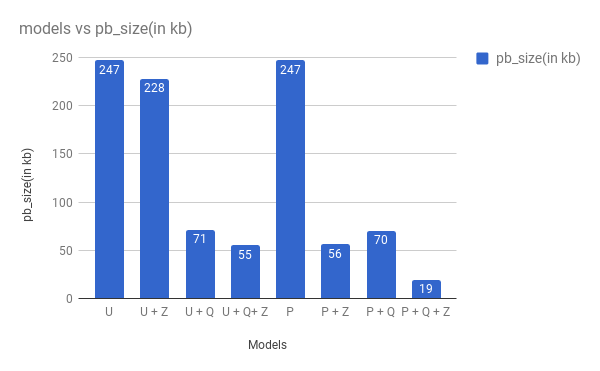 models vs pb_size(in kb)
pb_size(in kb)
250
200
150
100
50
0
pb_size(in kb)
247
228
71
55
247
56
70
19
U
U + Z
U + Q
U + Q+ Z
P
P + Z
P + Q
P + Q + Z
Models